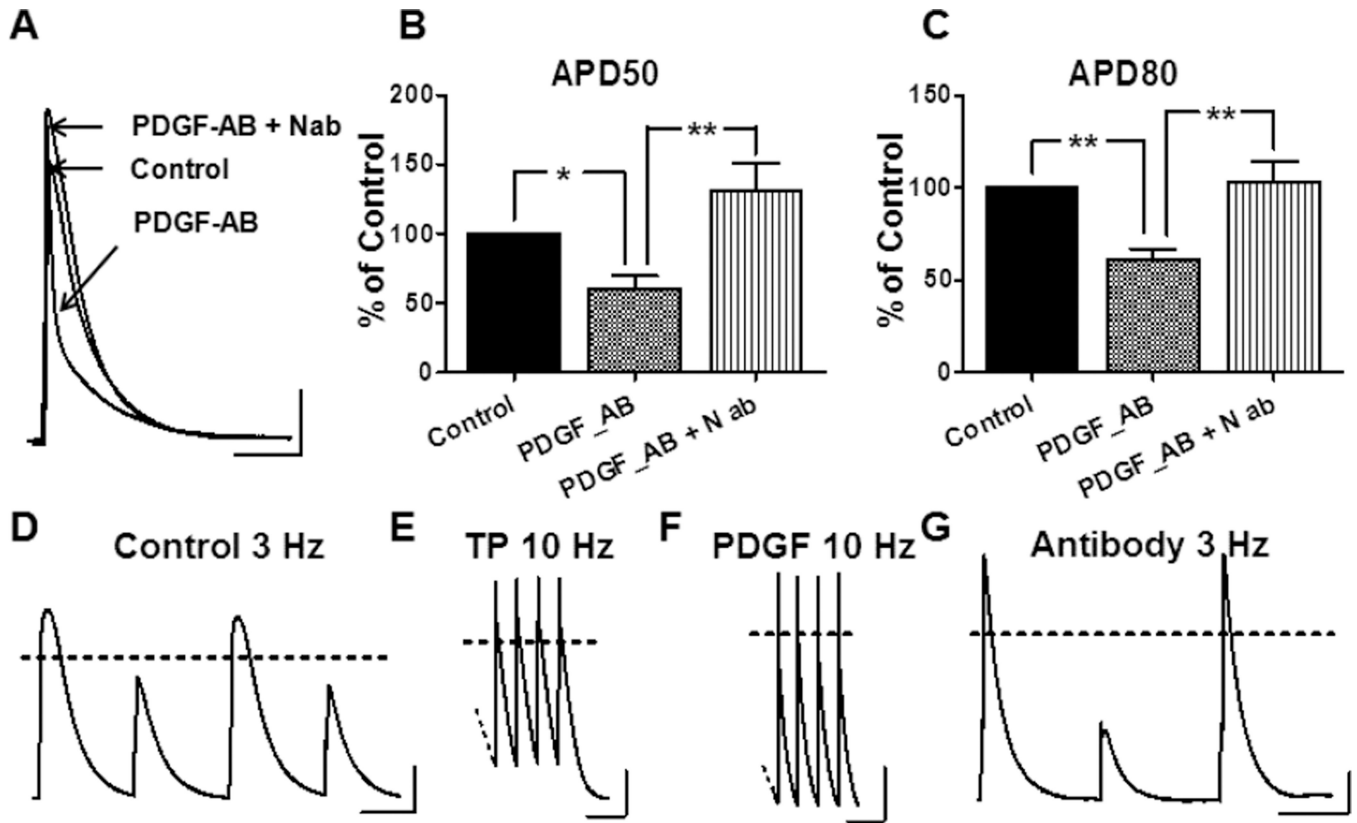 A
PDGF-AB + Nab
Control
PDGF-AB
B
APD50
% of Control
200
150
100
50
0
*
**
Control
PDGF_AB
PDGF_AB + N ab
C
APD80
% of Control
150
100
50
0
**
**
Control
PDGF_AB
PDGF_AB + N ab
D
Control 3 Hz
E
TP 10 Hz
F
PDGF 10 Hz
G
Antibody 3 Hz